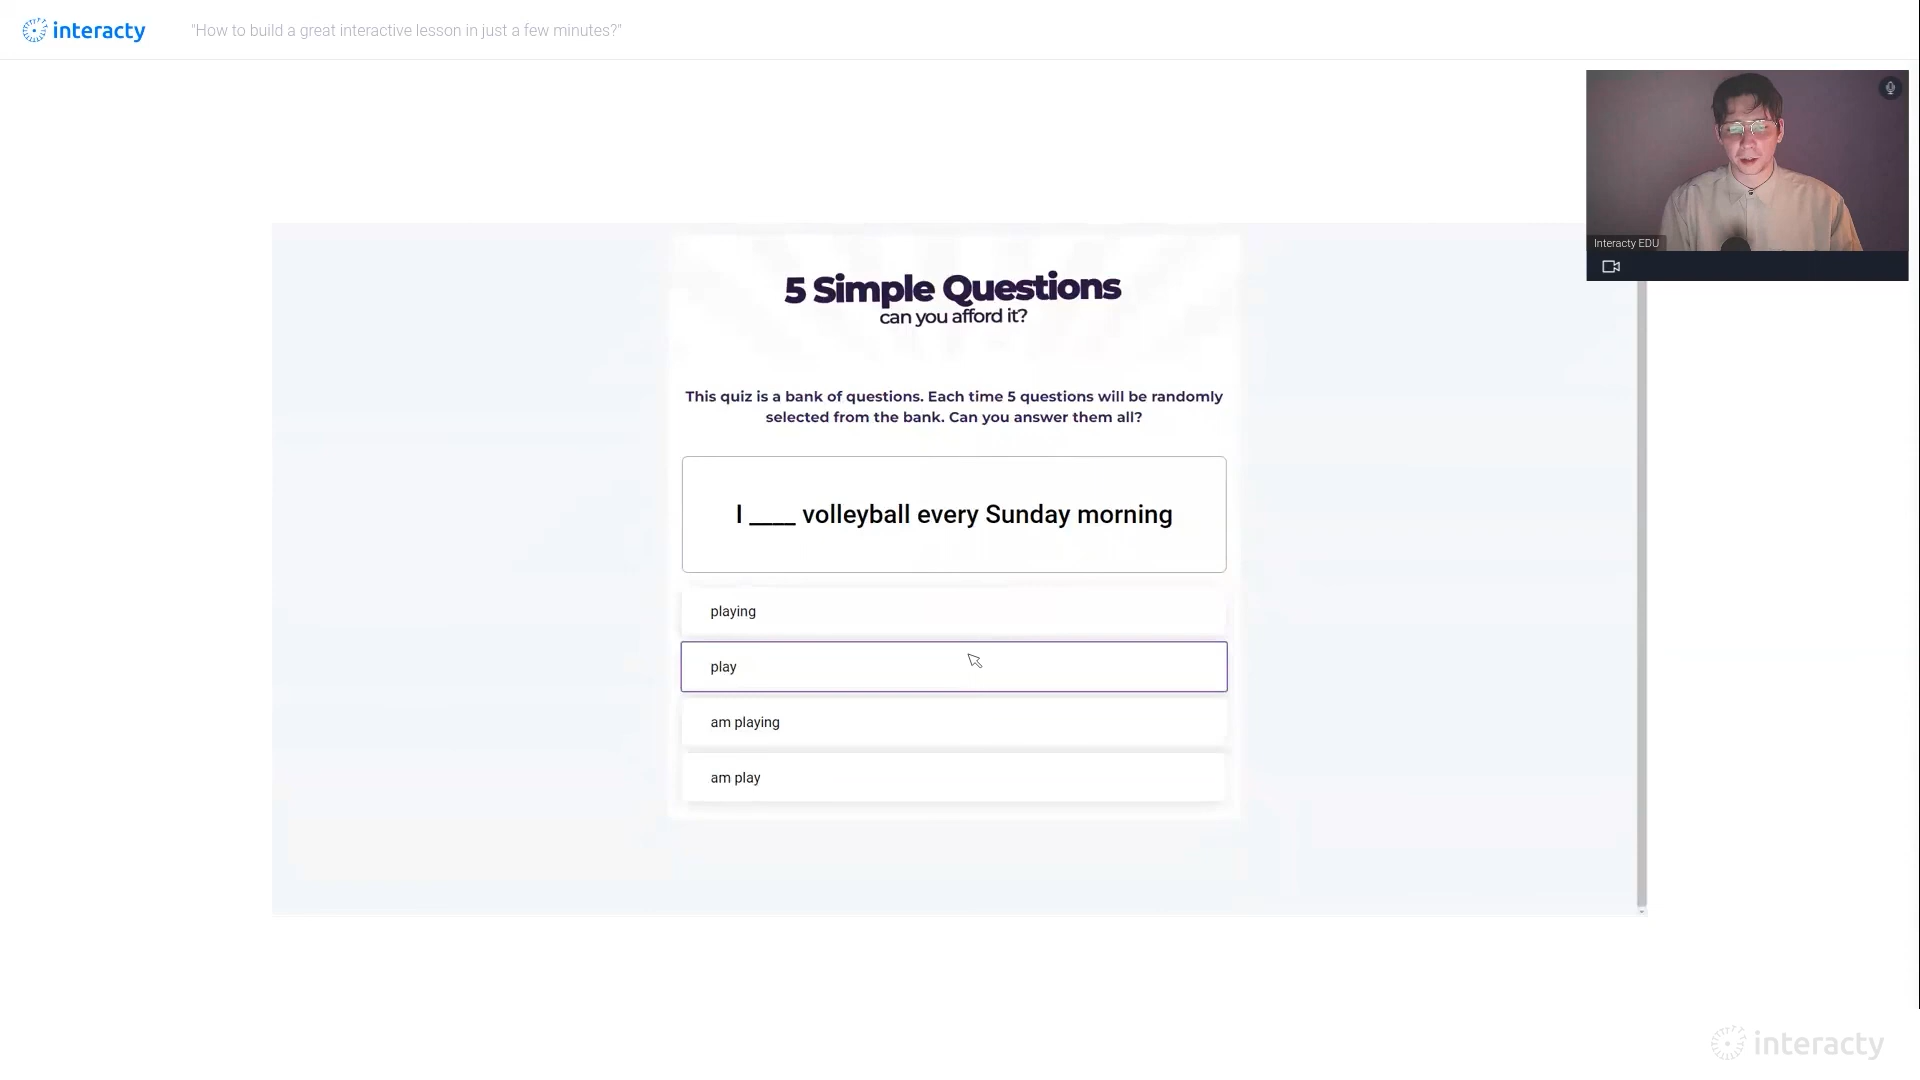 interacty
"How to build a great interactive lesson in just a few minutes?"
Interacty EDU
5 Simple Questions
can you afford it?
This quiz is a bank of questions. Each time 5 questions will be randomly
selected from the bank. Can you answer them all?
I ____ volleyball every Sunday morning
playing
play
am playing
am play
interacty